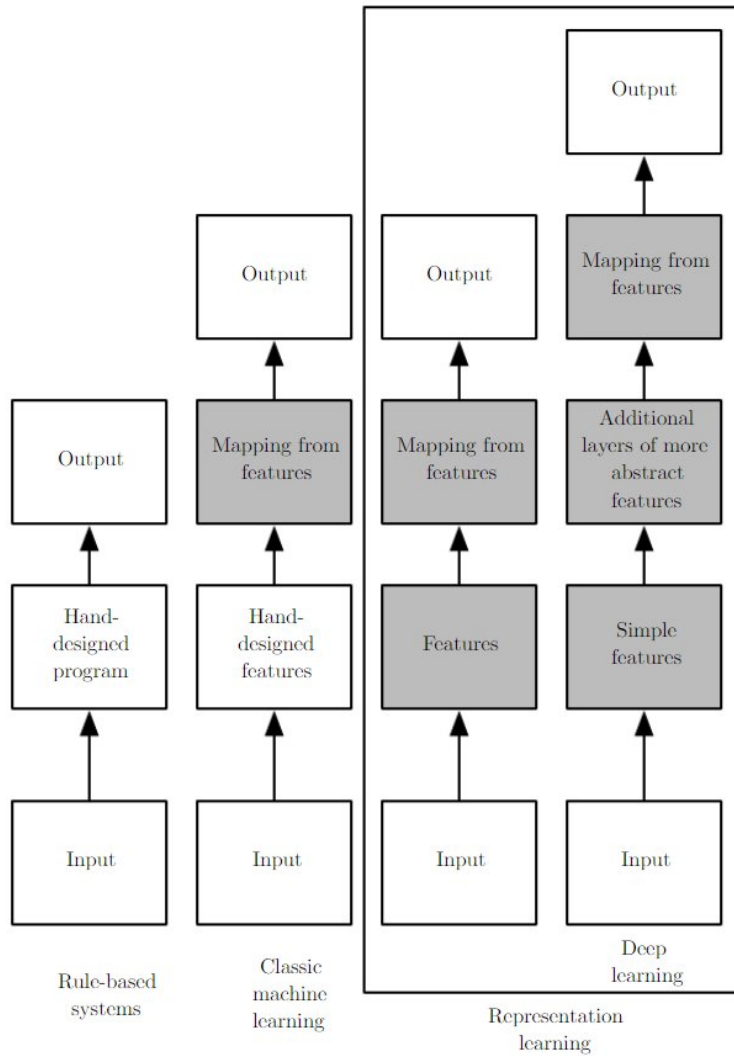 Output
Output
Output
Mapping from
features
Output
Mapping from
features
Mapping from
features
Additional
layers of more
abstract
features
Hand-
designed
program
Hand-
designed
features
Features
Simple
features
Input
Input
Input
Input
Rule-based
systems
Classic
machine
learning
Deep
learning
Representation
learning